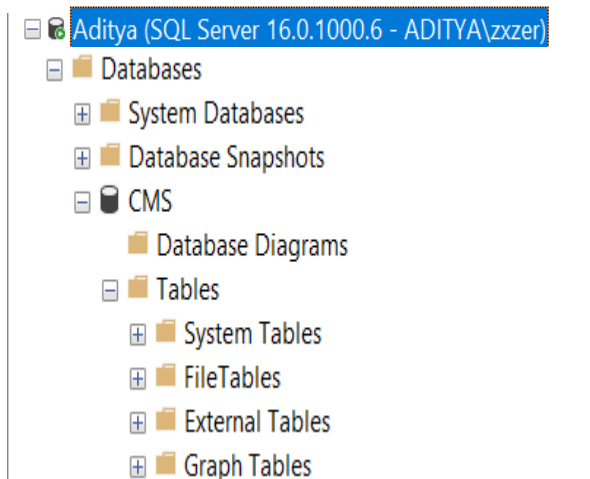 Aditya (SQL Server 16.0.1000.6 - ADITYA\zxzer)
Databases
System Databases
Database Snapshots
CMS
Database Diagrams
Tables
System Tables
FileTables
External Tables
Graph Tables